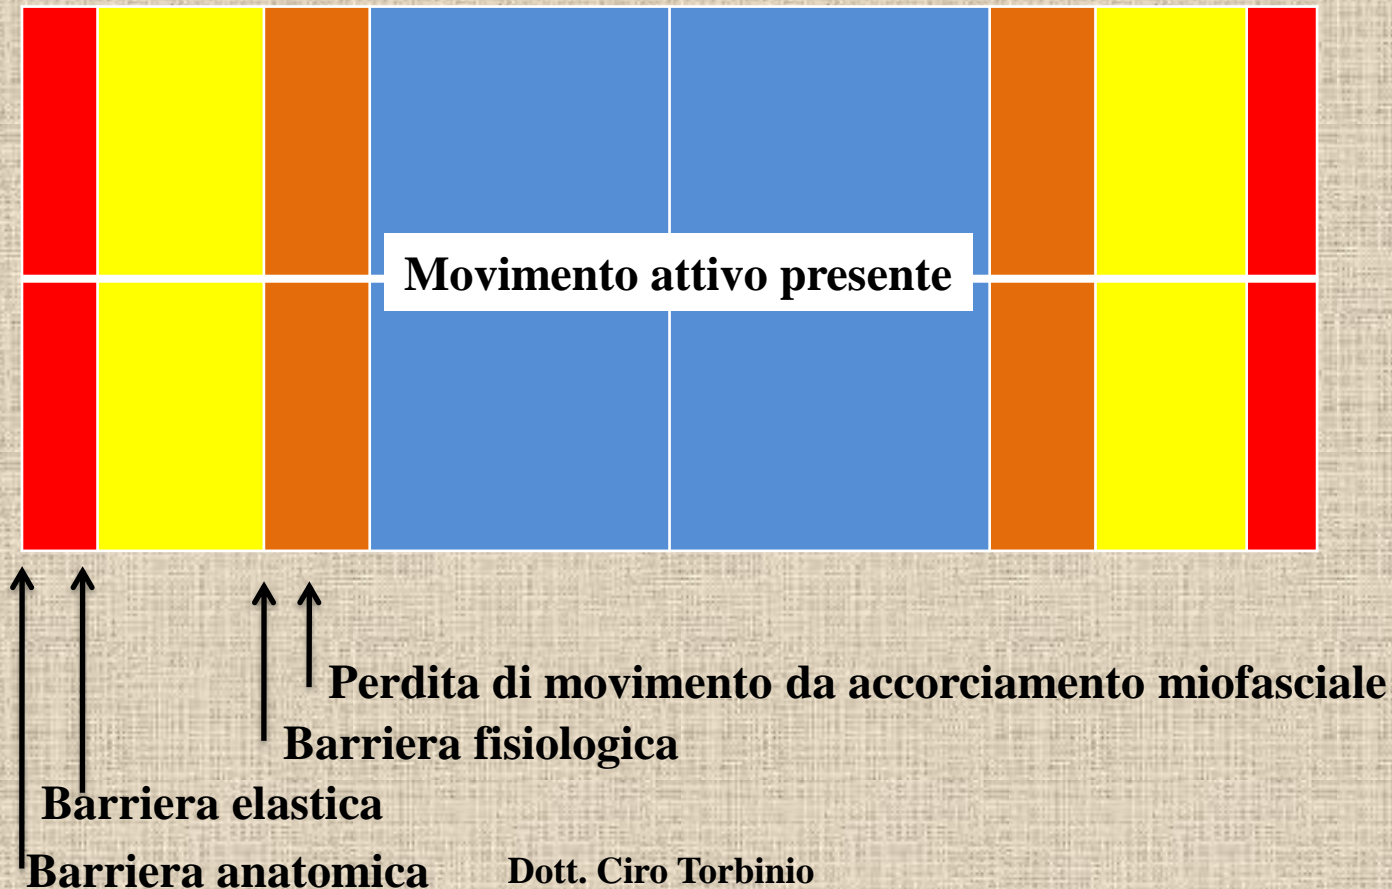 Movimento attivo presente
Perdita di movimento da accorciamento miofasciale
Barriera fisiologica
Barriera elastica
Barriera anatomica
Dott. Ciro Torbinio